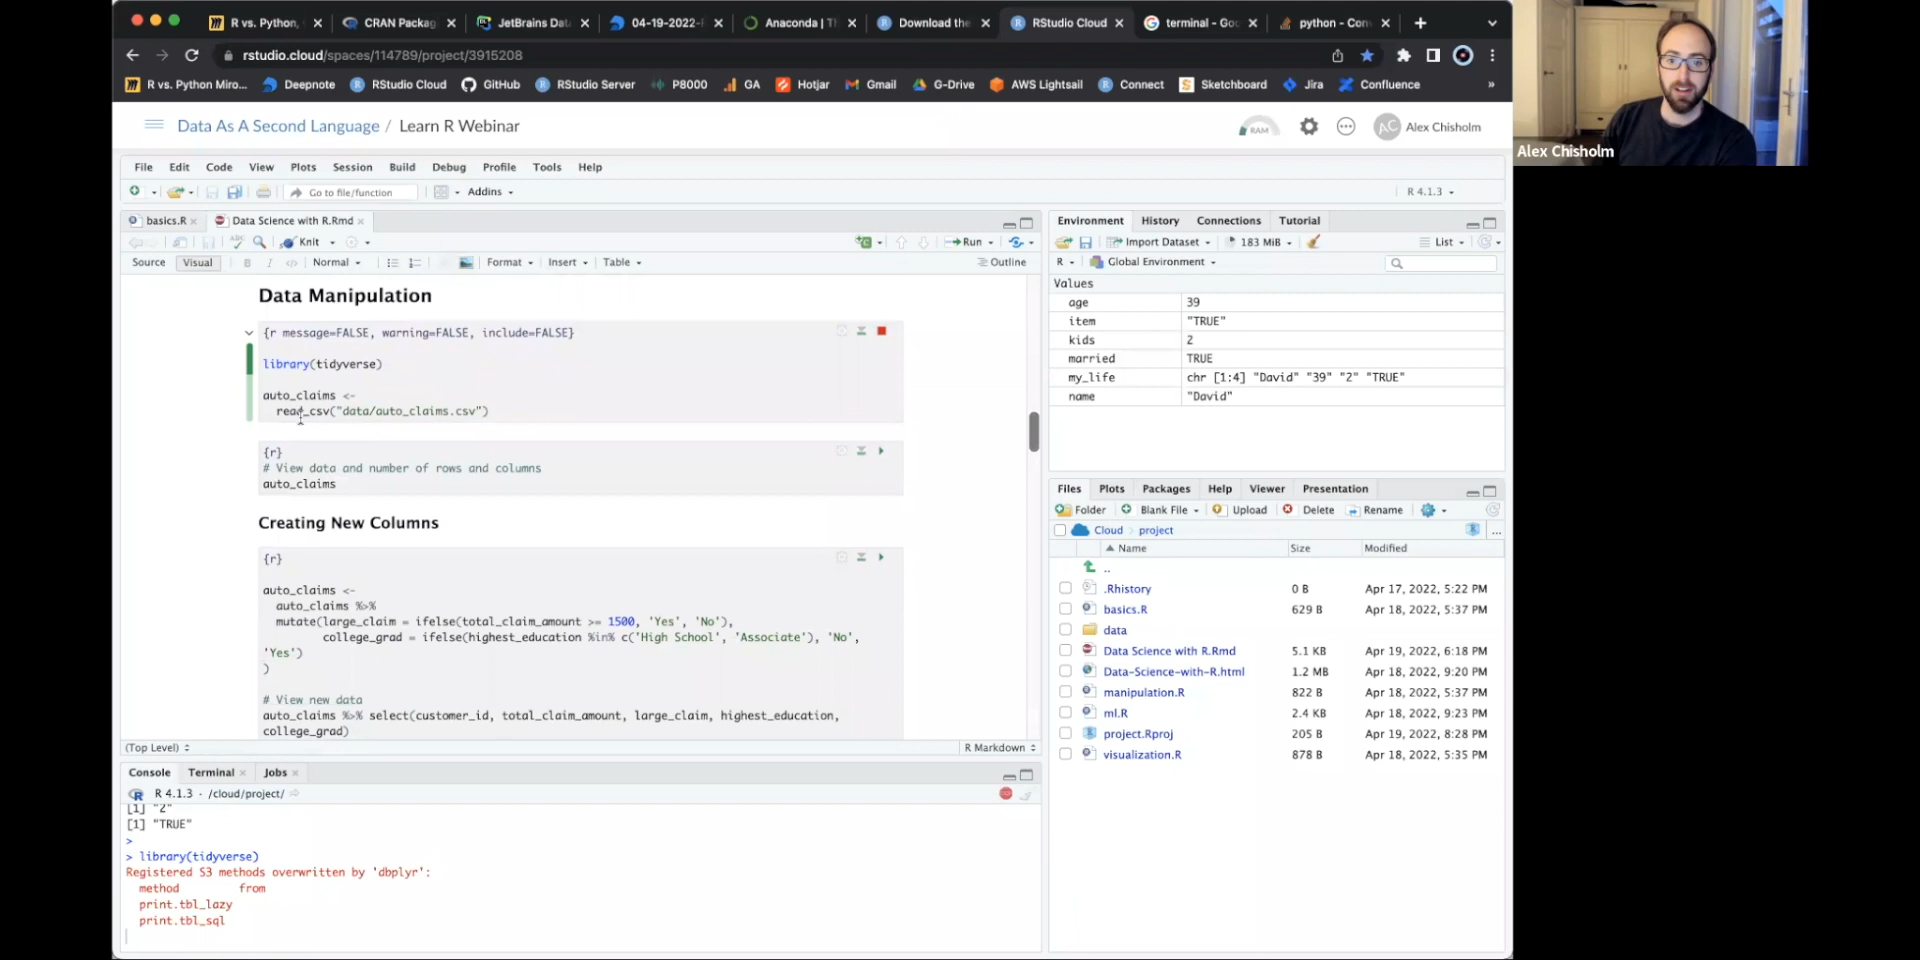 R vs. Python,
CRAN Packag
JetBrains Dat
04-19-2022-
Anaconda | Th
Download the
RStudio Cloud
terminal - Goo
python - Con
rstudio.cloud/spaces/114789/project/3915208
R vs. Python Miro...
Deepnote
RStudio Cloud
GitHub
RStudio Server
P8000
GA
Hotjar
Gmail
G-Drive
AWS Lightsail
Connect
Sketchboard
Jira
Confluence
»
Alex Chisholm
Data As A Second Language / Learn R Webinar
RAM
AC
Alex Chisholm
File Edit Code View Plots Session Build Debug Profile Tools Help
Go to file/function
Addins
R 4.1.3
basics.R
Data Science with R.Rmd
Knit
Run
Source Visual
B I </> Normal
Format Insert Table
Outline
Data Manipulation
{r message=FALSE, warning=FALSE, include=FALSE}
library(tidyverse)
auto_claims <-
read_csv("data/auto_claims.csv")
{r}
# View data and number of rows and columns
auto_claims
Creating New Columns
{r}
auto_claims <-
auto_claims %>%
mutate(large_claim = ifelse(total_claim_amount >= 1500, 'Yes', 'No'),
college_grad = ifelse(highest_education %in% c('High School', 'Associate'), 'No',
'Yes')
)
# View new data
auto_claims %>% select(customer_id, total_claim_amount, large_claim, highest_education,
college_grad)
(Top Level)
R Markdown
Console Terminal Jobs
R 4.1.3 · /cloud/project/
[1] "2"
[1] "TRUE"
>
> library(tidyverse)
Registered S3 methods overwritten by 'dbplyr':
method from
print.tbl_lazy
print.tbl_sql
Environment History Connections Tutorial
Import Dataset
183 MiB
List
R
Global Environment
Values
age 39
item "TRUE"
kids 2
married TRUE
my_life chr [1:4] "David" "39" "2" "TRUE"
name "David"
Files Plots Packages Help Viewer Presentation
Folder Blank File Upload Delete Rename
Cloud project
...
Name Size Modified
..
.Rhistory 0 B Apr 17, 2022, 5:22 PM
basics.R 629 B Apr 18, 2022, 5:37 PM
data
Data Science with R.Rmd 5.1 KB Apr 19, 2022, 6:18 PM
Data-Science-with-R.html 1.2 MB Apr 18, 2022, 9:20 PM
manipulation.R 822 B Apr 18, 2022, 5:37 PM
ml.R 2.4 KB Apr 18, 2022, 9:23 PM
project.Rproj 205 B Apr 19, 2022, 8:28 PM
visualization.R 878 B Apr 18, 2022, 5:35 PM